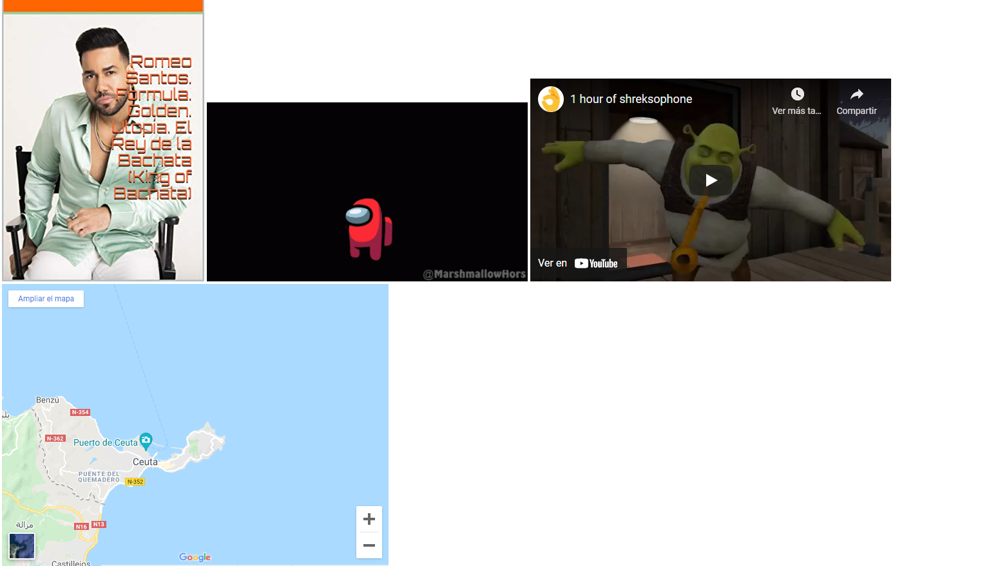 Romeo
Santos.
Fórmula.
Golden.
Utopía. El
Rey de la
Bachata
(King of
Bachata)
@MarshmallowHors
1 hour of shreksophone
Ver más ta...
Compartir
Ver en YouTube
Ampliar el mapa
Benzú
N-354
N-362
Puerto de Ceuta
Ceuta
PUENTE DEL
QUEMADERO
N-352
N16
N13
مزالة
Castillejos
Google